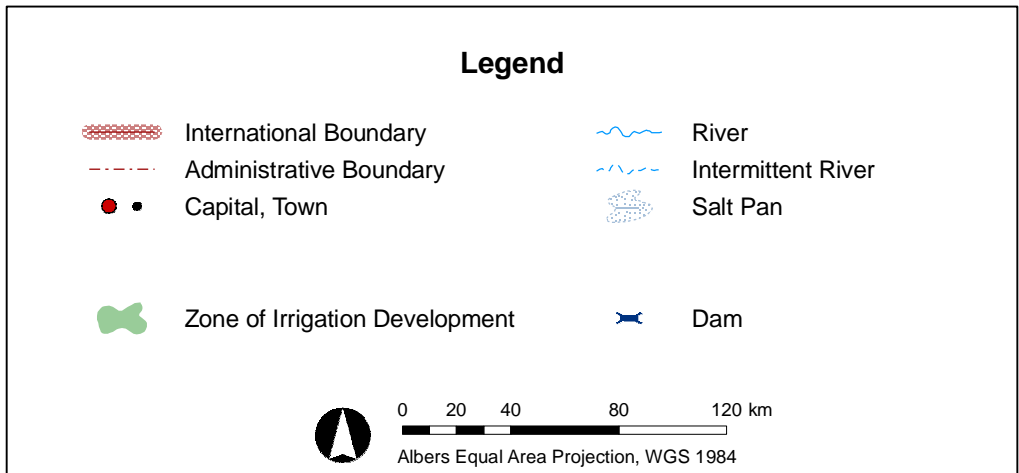 Legend
International Boundary
River
Administrative Boundary
Intermittent River
Capital, Town
Salt Pan
Zone of Irrigation Development
Dam
0 20 40 80 120 km
Albers Equal Area Projection, WGS 1984